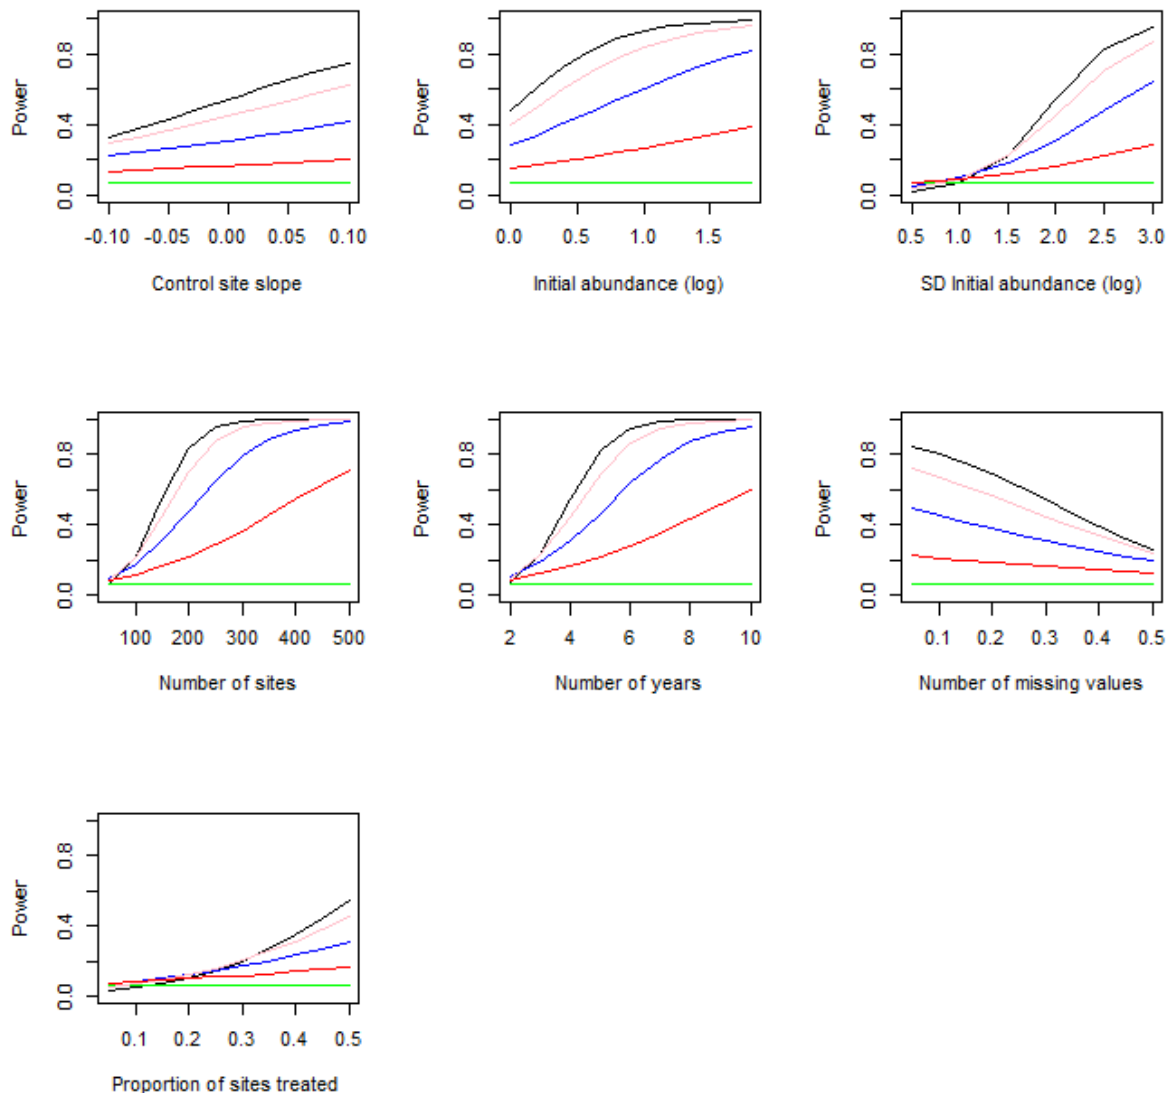 Power
0.0 0.4 0.8
-0.10 -0.05 0.00 0.05 0.10
Control site slope
Power
0.0 0.4 0.8
0.0 0.5 1.0 1.5
Initial abundance (log)
Power
0.0 0.4 0.8
0.5 1.0 1.5 2.0 2.5 3.0
SD Initial abundance (log)
Power
0.0 0.4 0.8
100 200 300 400 500
Number of sites
Power
0.0 0.4 0.8
2 4 6 8 10
Number of years
Power
0.0 0.4 0.8
0.1 0.2 0.3 0.4 0.5
Number of missing values
Power
0.0 0.4 0.8
0.1 0.2 0.3 0.4 0.5
Proportion of sites treated